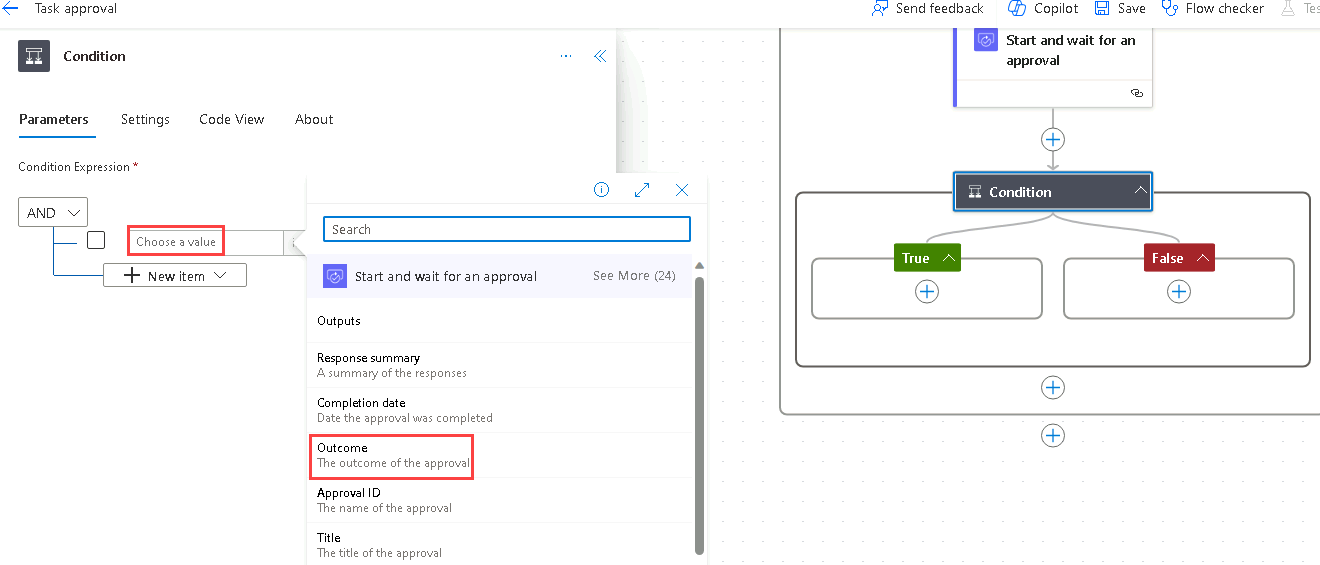 Task approval
Send feedback
Copilot
Save
Flow checker
Condition
Parameters
Settings
Code View
About
Condition Expression *
AND
Choose a value
New item
Search
Start and wait for an approval
See More (24)
Outputs
Response summary
A summary of the responses
Completion date
Date the approval was completed
Outcome
The outcome of the approval
Approval ID
The name of the approval
Title
The title of the approval
Start and wait for an
approval
Condition
True
False